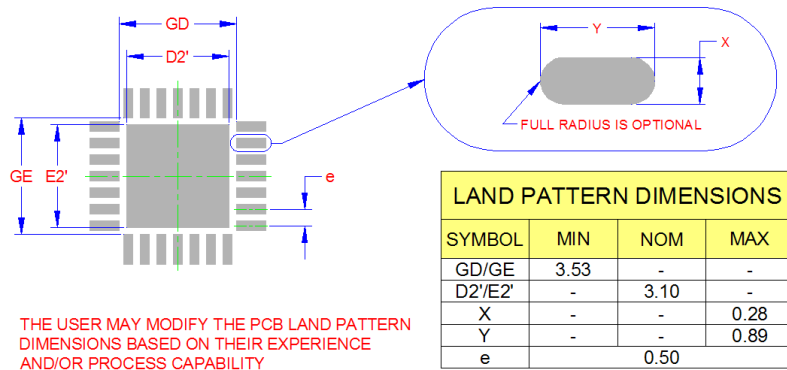 GD
D2'
GE
E2'
e
Y
X
FULL RADIUS IS OPTIONAL
THE USER MAY MODIFY THE PCB LAND PATTERN
DIMENSIONS BASED ON THEIR EXPERIENCE
AND/OR PROCESS CAPABILITY
LAND PATTERN DIMENSIONS
SYMBOL MIN NOM MAX
GD/GE 3.53 - -
D2'/E2' - 3.10 -
X - - 0.28
Y - - 0.89
e 0.50